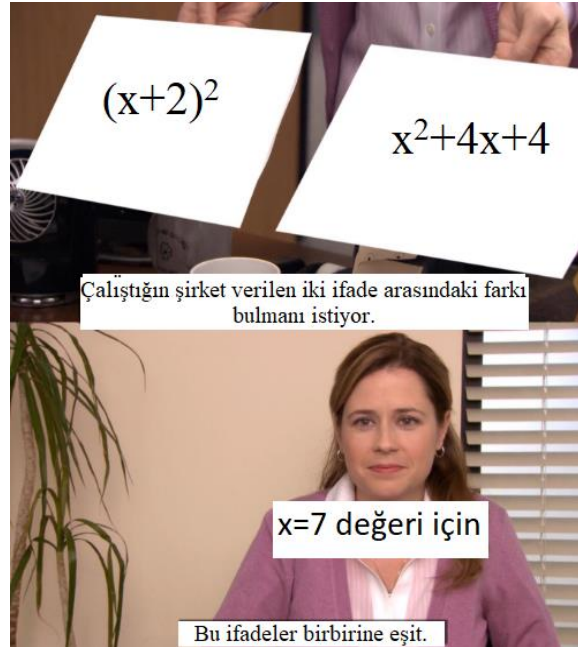 (x+2)²
x²+4x+4
Çaliştığın şirket verilen iki ifade arasındaki farkı
bulmanı istiyor.
x=7 değeri için
Bu ifadeler birbirine eşit.